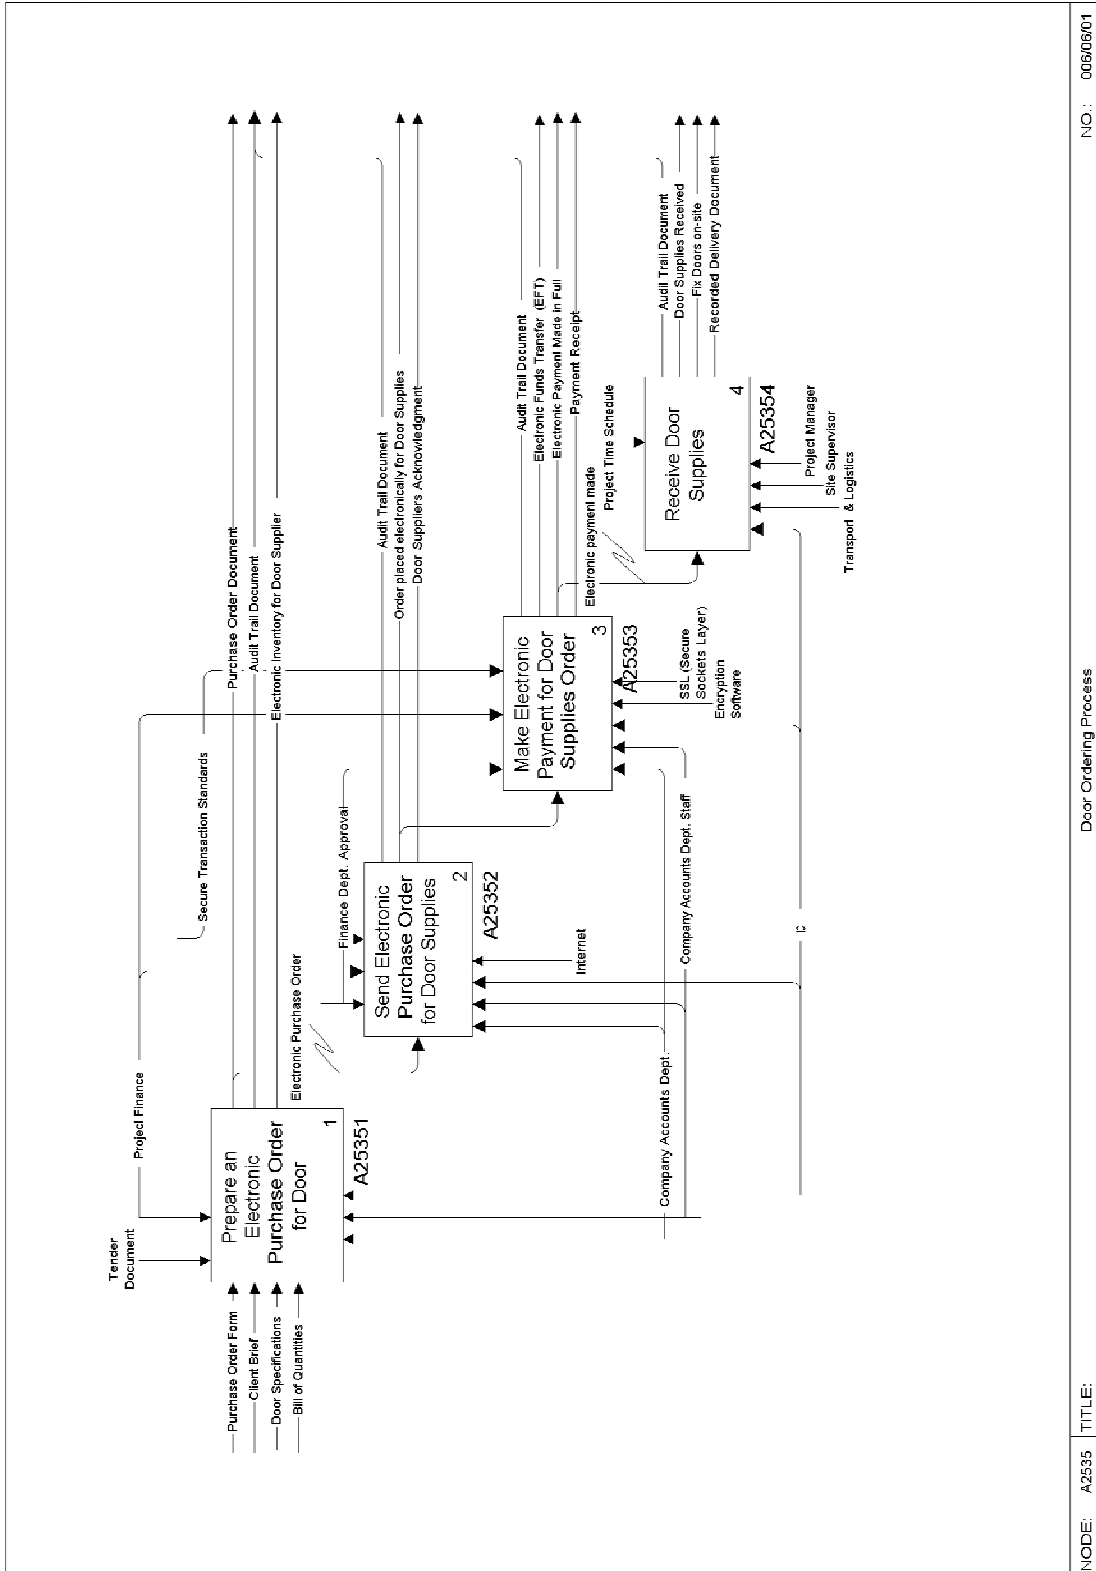 Tender
Document
Project Finance
Secure Transaction Standards
Purchase Order Form
Client Brief
Door Specifications
Bill of Quantities
Prepare an
Electronic
Purchase Order
for Door
1
A25351
Purchase Order Document
Audit Trail Document
Electronic Inventory for Door Supplier
Electronic Purchase Order
Finance Dept. Approval
Send Electronic
Purchase Order
for Door Supplies
2
A25352
Internet
Audit Trail Document
Order placed electronically for Door Supplies
Door Suppliers Acknowledgment
Make Electronic
Payment for Door
Supplies Order
3
A25353
SSL (Secure
Sockets Layer)
Encryption
Software
Audit Trail Document
Electronic Funds Transfer (EFT)
Electronic Payment Made in Full
Payment Receipt
Electronic payment made
Project Time Schedule
Receive Door
Supplies
4
A25354
Project Manager
Site Supervisor
Transport & Logistics
Audit Trail Document
Door Supplies Received
Fix Doors on-site
Recorded Delivery Document
Company Accounts Dept.
Company Accounts Dept. Staff
NODE: A2535
TITLE: Door Ordering Process
NO.: 006/06/01